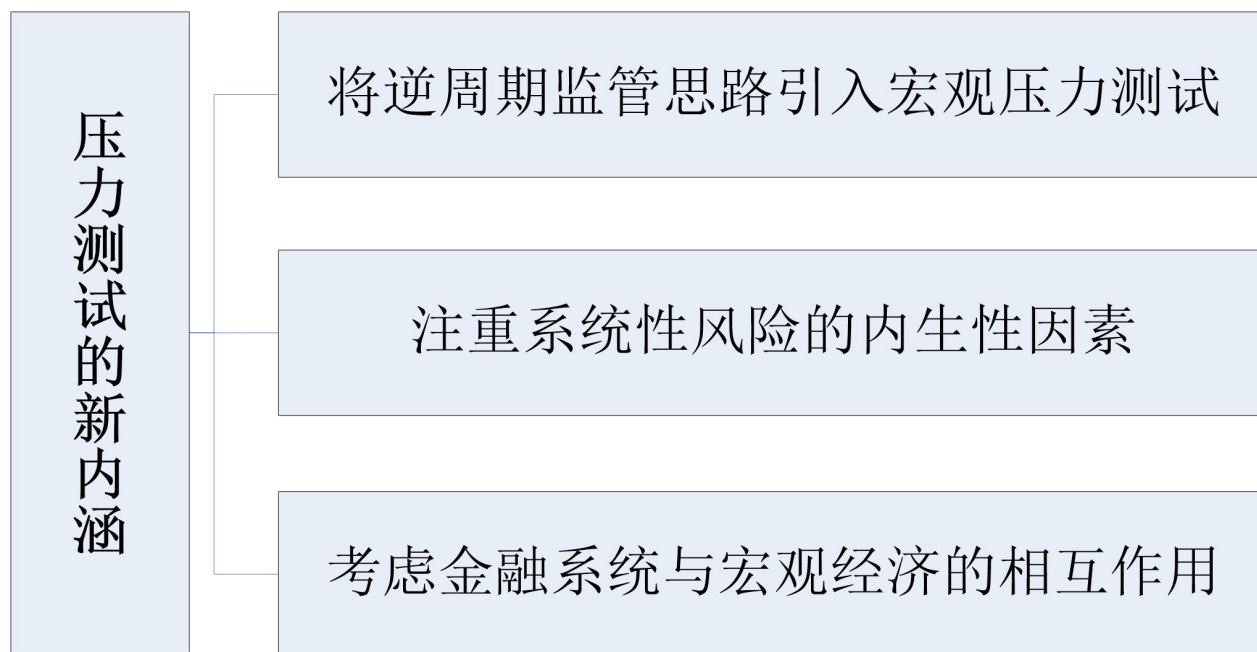 压力测试的新内涵
将逆周期监管思路引入宏观压力测试
注重系统性风险的内生性因素
考虑金融系统与宏观经济的相互作用